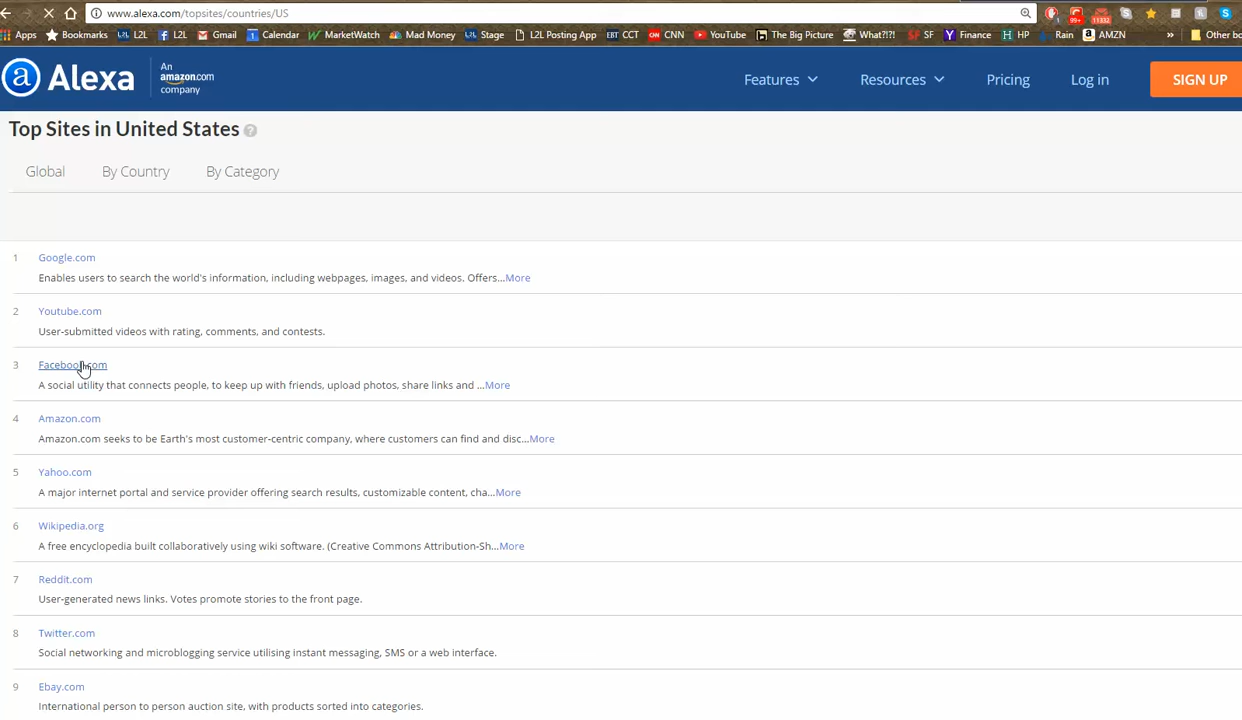 www.alexa.com/topsites/countries/US
Apps Bookmarks L2L L2L Gmail Calendar MarketWatch Mad Money Stage L2L Posting App EBT CCT CNN YouTube The Big Picture What?!?! SF SF Finance H HP Rain a AMZN » Other bo
99+ 11332
a Alexa An amazon.com company
Features Resources Pricing Log in SIGN UP
Top Sites in United States ?
Global By Country By Category
1 Google.com
Enables users to search the world's information, including webpages, images, and videos. Offers...More
2 Youtube.com
User-submitted videos with rating, comments, and contests.
3 Facebook.com
A social utility that connects people, to keep up with friends, upload photos, share links and ...More
4 Amazon.com
Amazon.com seeks to be Earth's most customer-centric company, where customers can find and disc...More
5 Yahoo.com
A major internet portal and service provider offering search results, customizable content, cha...More
6 Wikipedia.org
A free encyclopedia built collaboratively using wiki software. (Creative Commons Attribution-Sh...More
7 Reddit.com
User-generated news links. Votes promote stories to the front page.
8 Twitter.com
Social networking and microblogging service utilising instant messaging, SMS or a web interface.
9 Ebay.com
International person to person auction site, with products sorted into categories.